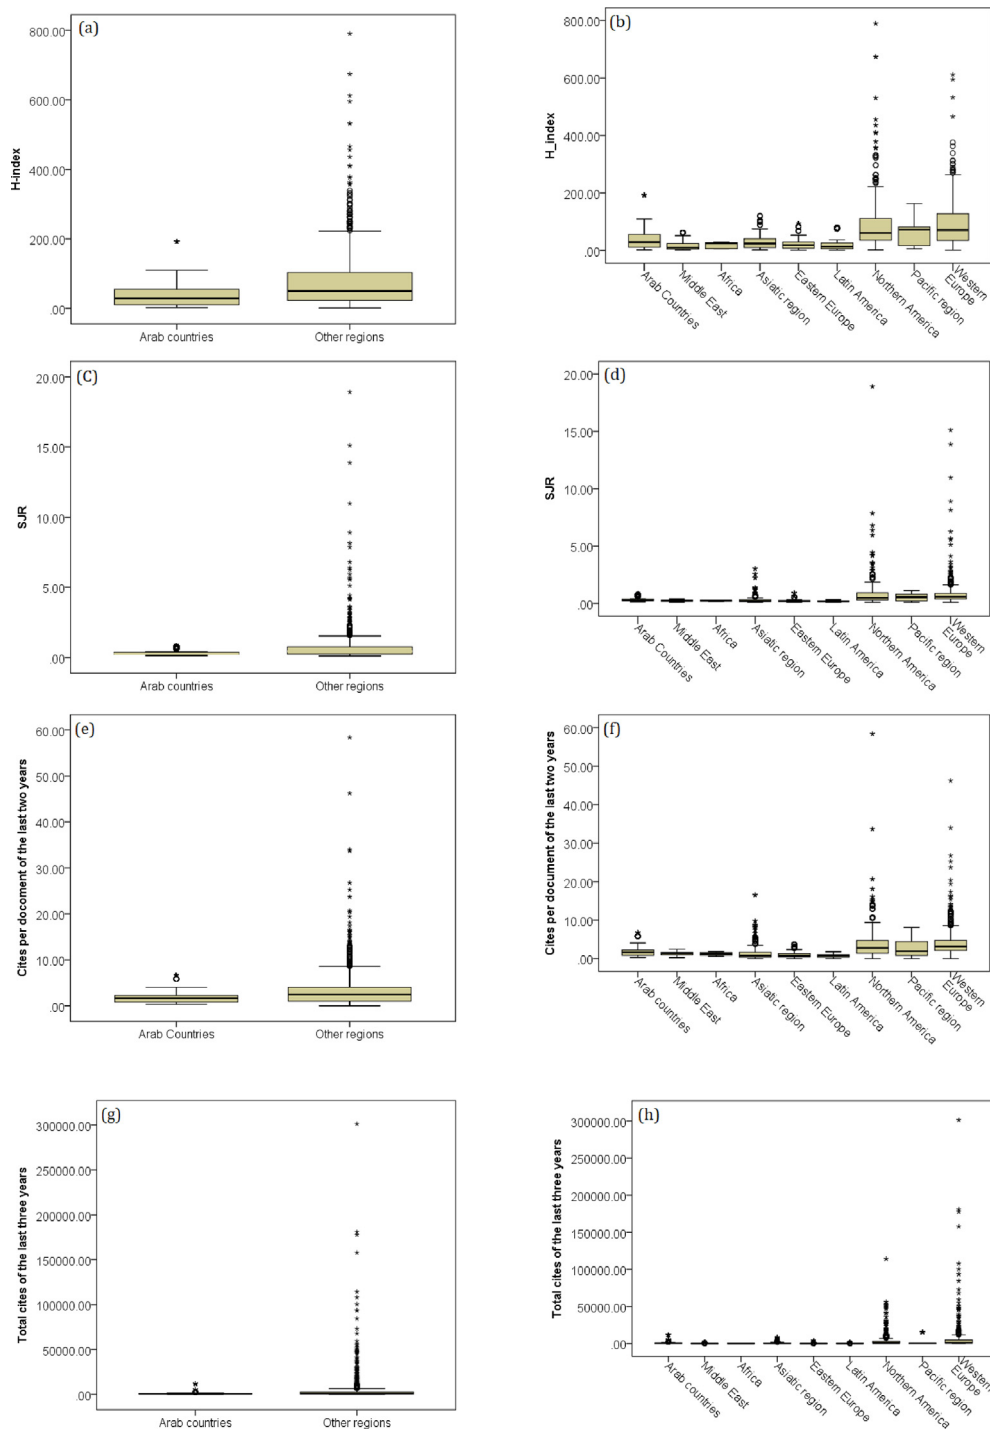 (a)
H-index
800.00
600.00
400.00
200.00
.00
Arab countries
Other regions
(b)
H_index
800.00
600.00
400.00
200.00
.00
Arab Countries
Middle East
Africa
Asiatic region
Eastern Europe
Latin America
Northern America
Pacific region
Western
Europe
(C)
SJR
20.00
15.00
10.00
5.00
.00
Arab countries
Other regions
(d)
SJR
20.00
15.00
10.00
5.00
.00
Arab Countries
Middle East
Africa
Asiatic region
Eastern Europe
Latin America
Northern America
Pacific region
Western
Europe
(e)
Cites per docoment of the last two years
60.00
50.00
40.00
30.00
20.00
10.00
.00
Arab Countries
Other regions
(f)
Cites per document of the last two years
60.00
50.00
40.00
30.00
20.00
10.00
.00
Arab countries
Middle East
Africa
Asiatic region
Eastern Europe
Latin America
Northern America
Pacific region
Western
Europe
(g)
Total cites of the last three years
300000.00
250000.00
200000.00
150000.00
100000.00
50000.00
.00
Arab countries
Other regions
(h)
Total cites of the last three years
300000.00
250000.00
200000.00
150000.00
100000.00
50000.00
.00
Arab countries
Middle East
Africa
Asiatic region
Eastern Europe
Latin America
Northern America
Pacific region
Western
Europe